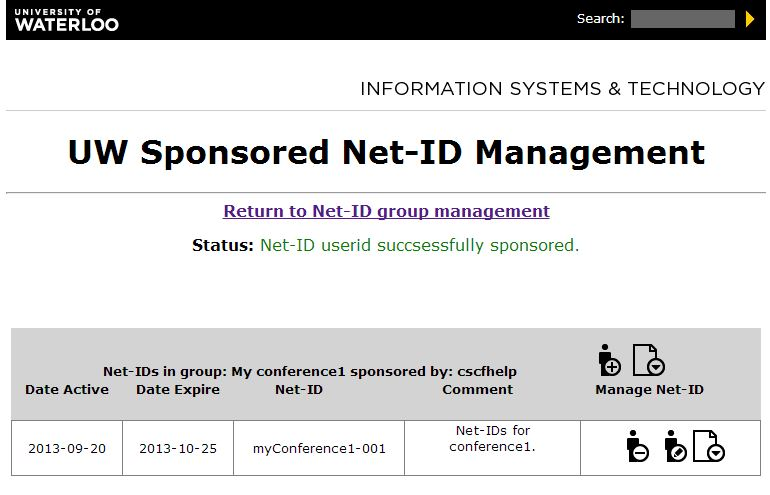 UNIVERSITY OF
WATERLOO
Search:
INFORMATION SYSTEMS & TECHNOLOGY
UW Sponsored Net-ID Management
Return to Net-ID group management
Status: Net-ID userid succsessfully sponsored.
Net-IDs in group: My conference1 sponsored by: cscfhelp
Date Active Date Expire Net-ID Comment Manage Net-ID
2013-09-20 2013-10-25 myConference1-001 Net-IDs for
conference1.